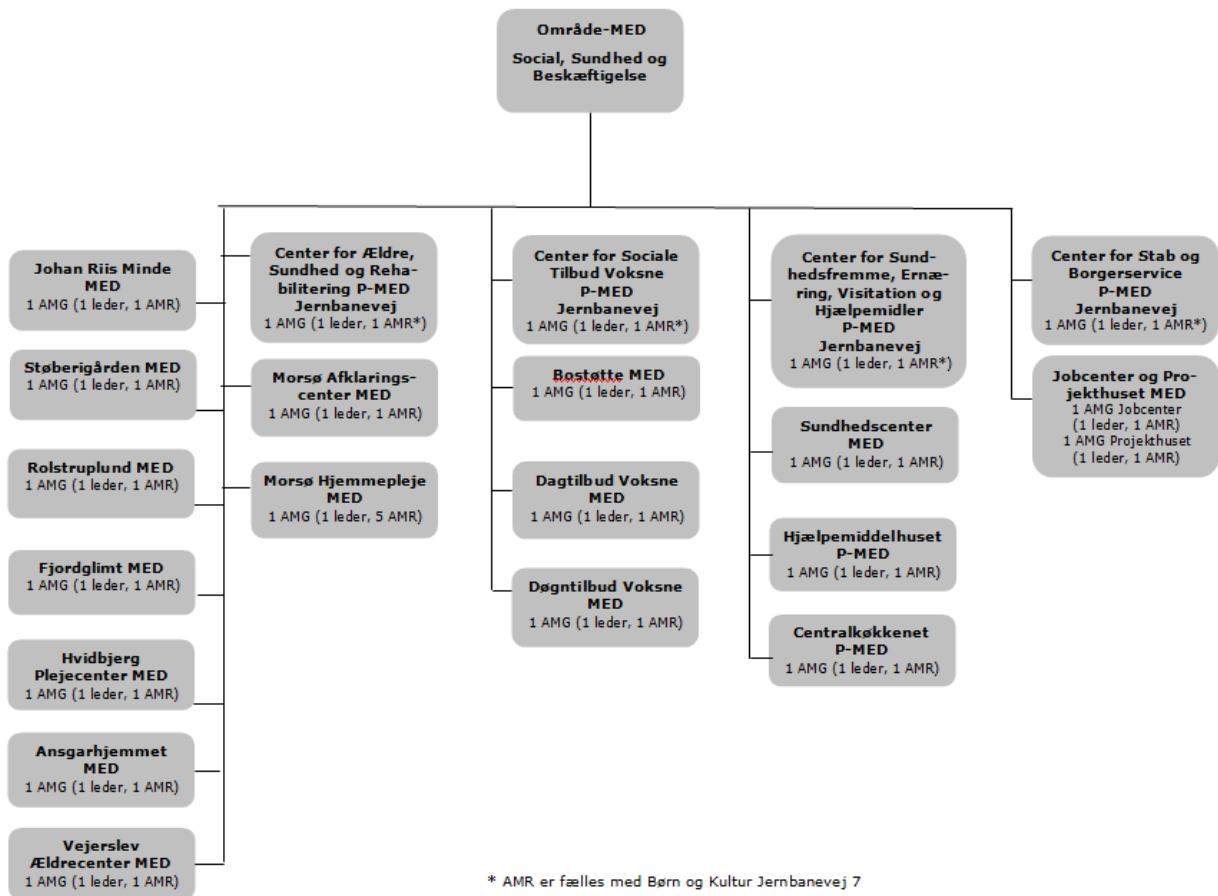 Område-MED
Social, Sundhed og
Beskæftigelse
Johan Riis Minde
MED
1 AMG (1 leder, 1 AMR)
Støberigården MED
1 AMG (1 leder, 1 AMR)
Rolstruplund MED
1 AMG (1 leder, 1 AMR)
Fjordglimt MED
1 AMG (1 leder, 1 AMR)
Hvidbjerg
Plejecenter MED
1 AMG (1 leder, 1 AMR)
Ansgarhjemmet
MED
1 AMG (1 leder, 1 AMR)
Vejerslev
Ældrecenter MED
1 AMG (1 leder, 1 AMR)
Center for Ældre,
Sundhed og Reha-
bilitering P-MED
Jernbanevej
1 AMG (1 leder, 1 AMR*)
Morsø Afklarings-
center MED
1 AMG (1 leder, 1 AMR)
Morsø Hjemmepleje
MED
1 AMG (1 leder, 5 AMR)
Center for Sociale
Tilbud Voksne
P-MED
Jernbanevej
1 AMG (1 leder, 1 AMR*)
Bostøtte MED
1 AMG (1 leder, 1 AMR)
Dagtilbud Voksne
MED
1 AMG (1 leder, 1 AMR)
Døgntilbud Voksne
MED
1 AMG (1 leder, 1 AMR)
Center for Sund-
hedsfremme, Ernæ-
ring, Visitation og
Hjælpemidler
P-MED
Jernbanevej
1 AMG (1 leder, 1 AMR*)
Sundhedscenter
MED
1 AMG (1 leder, 1 AMR)
Hjælpemiddelhuset
P-MED
1 AMG (1 leder, 1 AMR)
Centralkøkkenet
P-MED
1 AMG (1 leder, 1 AMR)
Center for Stab og
Borgerservice
P-MED
Jernbanevej
1 AMG (1 leder, 1 AMR*)
Jobcenter og Pro-
jekthuset MED
1 AMG Jobcenter
(1 leder, 1 AMR)
1 AMG Projekthuset
(1 leder, 1 AMR)
* AMR er fælles med Børn og Kultur Jernbanevej 7